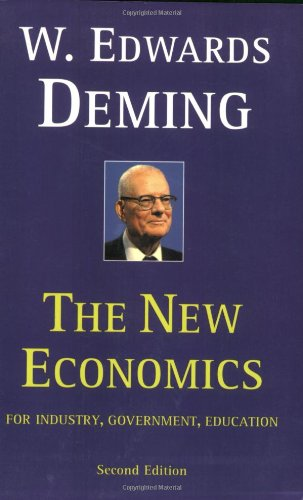 W. EDWARDS
DEMING
THE NEW
ECONOMICS
FOR INDUSTRY, GOVERNMENT, EDUCATION
Second Edition